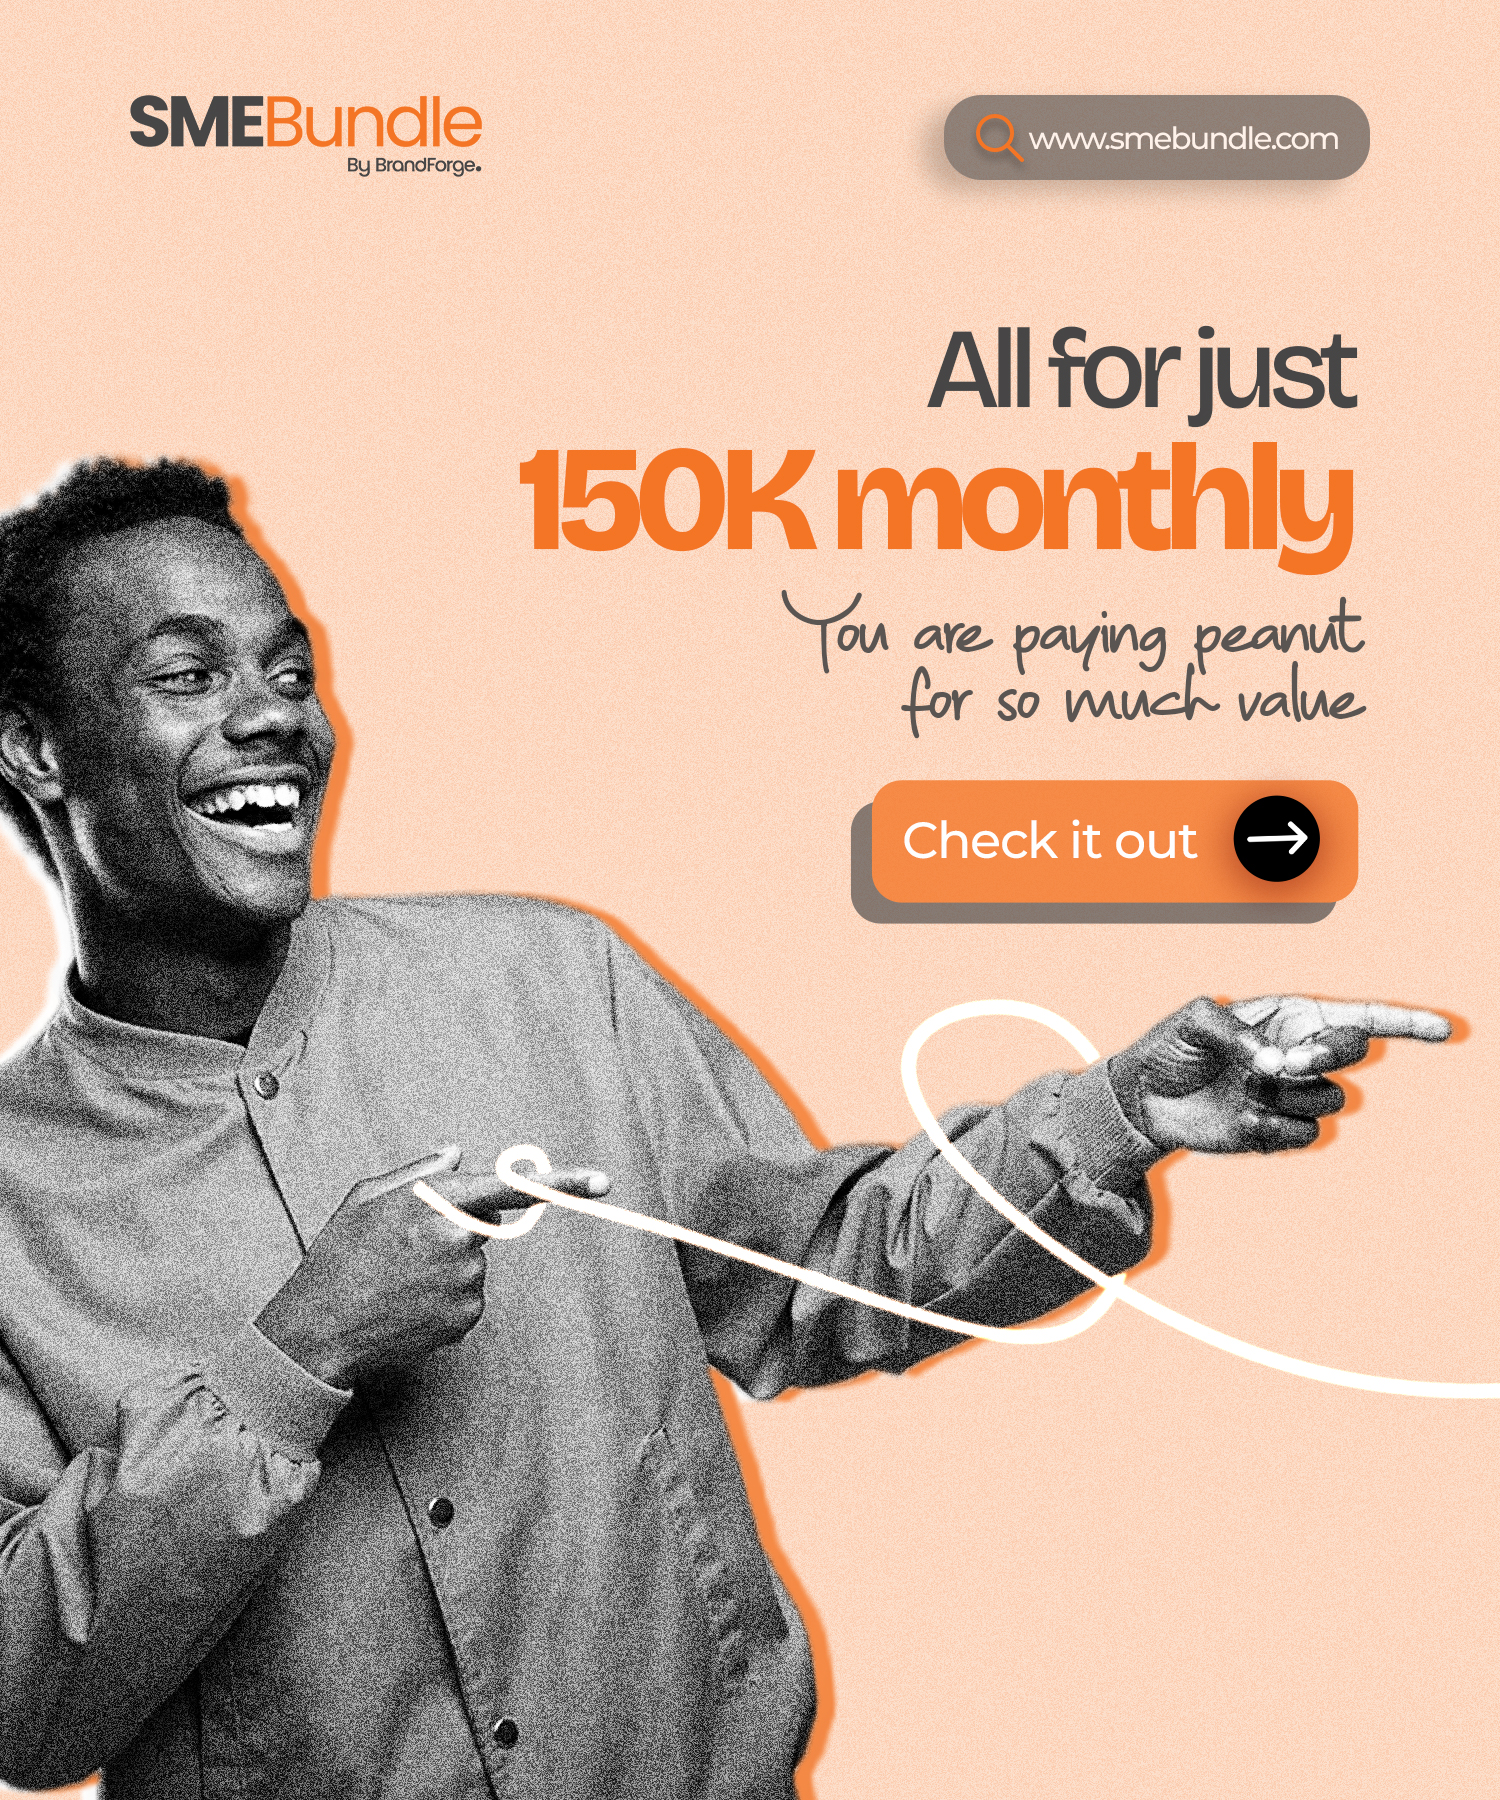 SMEBundle
By BrandForge.
www.smebundle.com
All for just
150K monthly
You are paying peanut
for so much value
Check it out